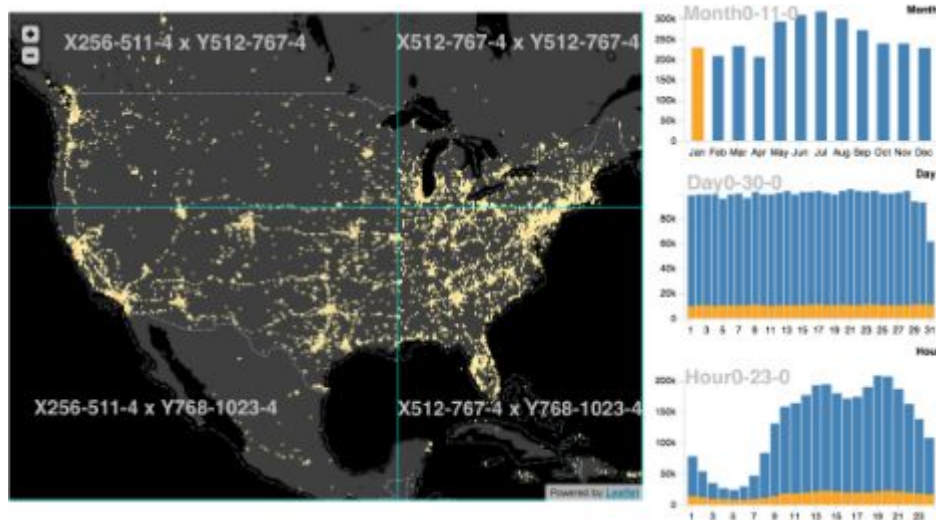 X256-511-4 x Y512-767-4
X512-767-4 x Y512-767-4
X256-511-4 x Y768-1023-4
X512-767-4 x Y768-1023-4
Powered by Leaflet
Month0-11-0
Month
300k
250k
200k
150k
100k
50k
0
Jan Feb Mar Apr May Jun Jul Aug Sep Oct Nov Dec
Day0-30-0
Day
80k
60k
40k
20k
0
1 3 5 7 9 11 13 15 17 19 21 23 25 27 29 31
Hour0-23-0
Hou
200k
150k
100k
50k
0
1 3 5 7 9 11 13 15 17 19 21 23